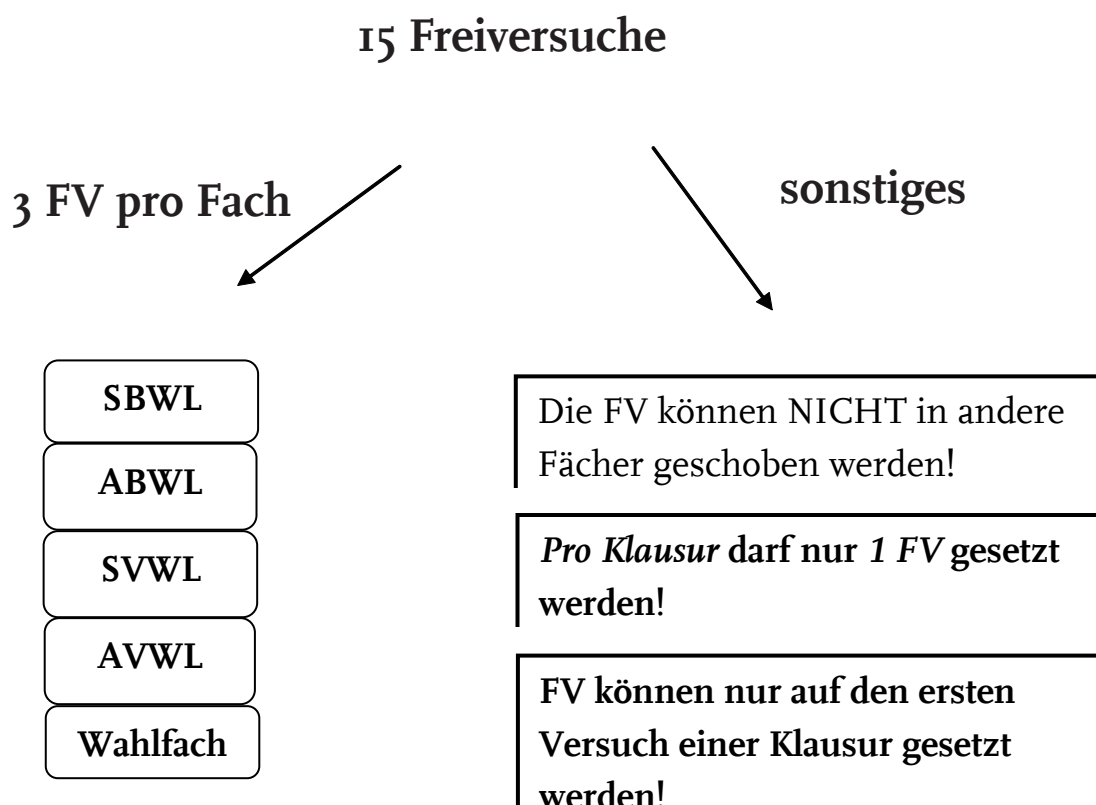 15 Freiversuche
3 FV pro Fach
sonstiges
SBWL
ABWL
SVWL
AVWL
Wahlfach
Die FV können NICHT in andere
Fächer geschoben werden!
Pro Klausur darf nur 1 FV gesetzt
werden!
FV können nur auf den ersten
Versuch einer Klausur gesetzt
werden!